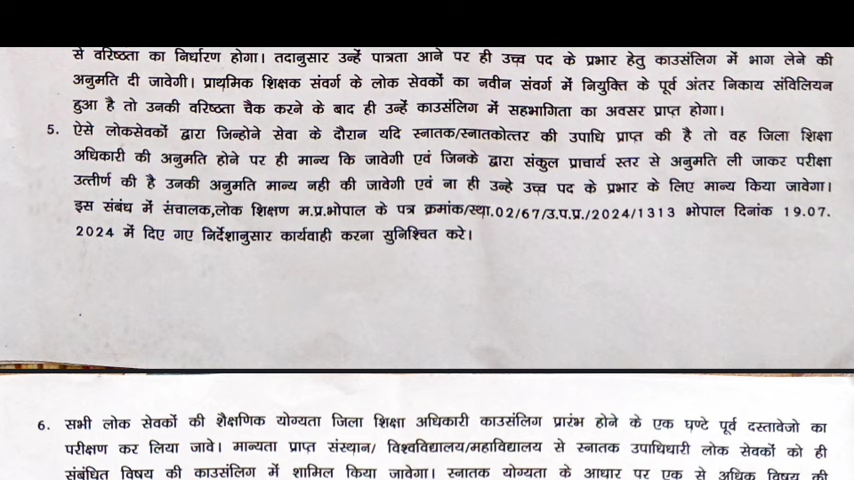 से वरिष्ठता का निर्धारण होगा। तदानुसार उन्हें पात्रता आने पर ही उच्च पद के प्रभार हेतु काउसंलिग में भाग लेने की
अनुमति दी जावेगी। प्राथमिक शिक्षक संवर्ग के लोक सेवकों का नवीन संवर्ग में नियुक्ति के पूर्व अंतर निकाय संविलियन
हुआ है तो उनकी वरिष्ठता चैक करने के बाद ही उन्हें काउसंलिग में सहभागिता का अवसर प्राप्त होगा।
5. ऐसे लोकसेवकों द्वारा जिन्होने सेवा के दौरान यदि स्नातक/स्नातकोत्तर की उपाधि प्राप्त की है तो वह जिला शिक्षा
अधिकारी की अनुमति होने पर ही मान्य कि जावेगी एवं जिनके द्वारा संकुल प्राचार्य स्तर से अनुमति ली जाकर परीक्षा
उत्तीर्ण की है उनकी अनुमति मान्य नही की जावेगी एवं ना ही उन्हे उच्च पद के प्रभार के लिए मान्य किया जावेगा।
इस संबंध में संचालक,लोक शिक्षण म.प्र.भोपाल के पत्र क्रमांक/स्था.02/67/उ.प.प्र./2024/1313 भोपाल दिनांक 19.07.
2024 में दिए गए निर्देशानुसार कार्यवाही करना सुनिश्चित करे।
6. सभी लोक सेवकों की शैक्षणिक योग्यता जिला शिक्षा अधिकारी काउसंलिग प्रारंभ होने के एक घण्टे पूर्व दस्तावेजो का
परीक्षण कर लिया जावे। मान्यता प्राप्त संस्थान/ विश्वविद्यालय/महाविद्यालय से स्नातक उपाधिधारी लोक सेवकों को ही
संबंधित विषय की काउसंलिग में शामिल किया जावेगा। स्नातक योग्यता के आधार पर एक से अधिक विषय की